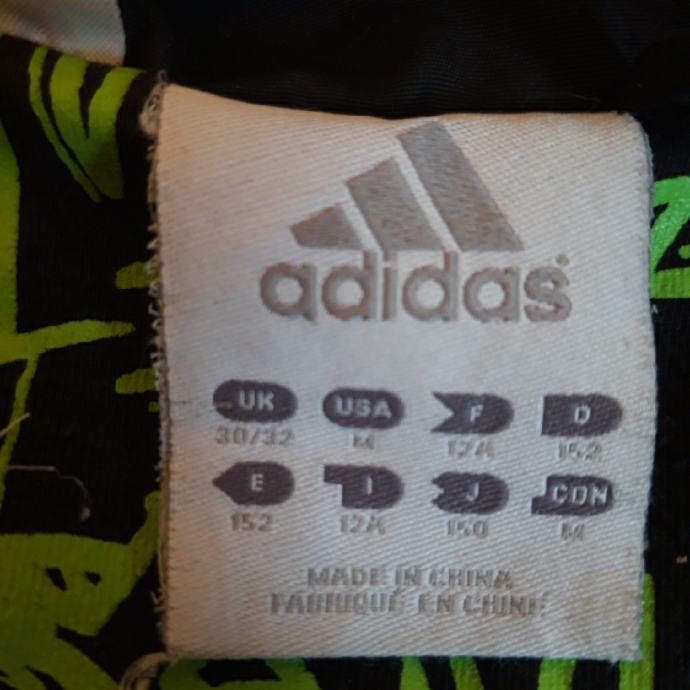 adidas®
UK USA F D
30/32 M 12A 152
E I J CDN
152 12A 150 M
MADE IN CHINA
FABRIQUÉ EN CHINE